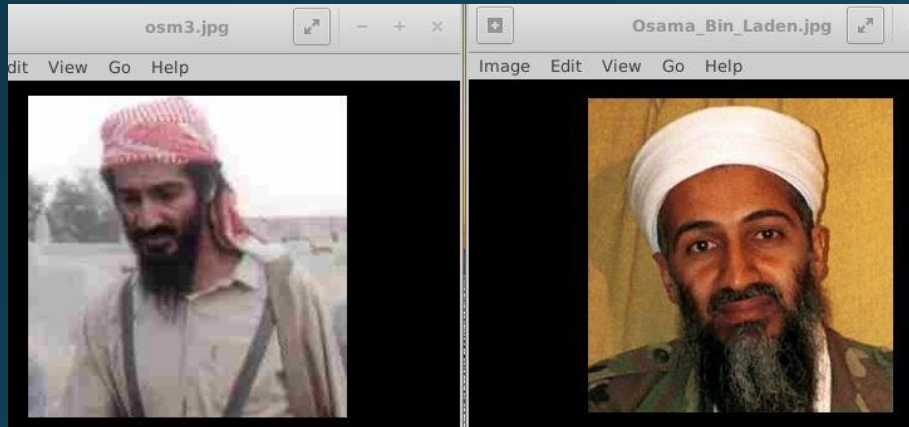 osm3.jpg
dit View Go Help
Osama_Bin_Laden.jpg
Image Edit View Go Help